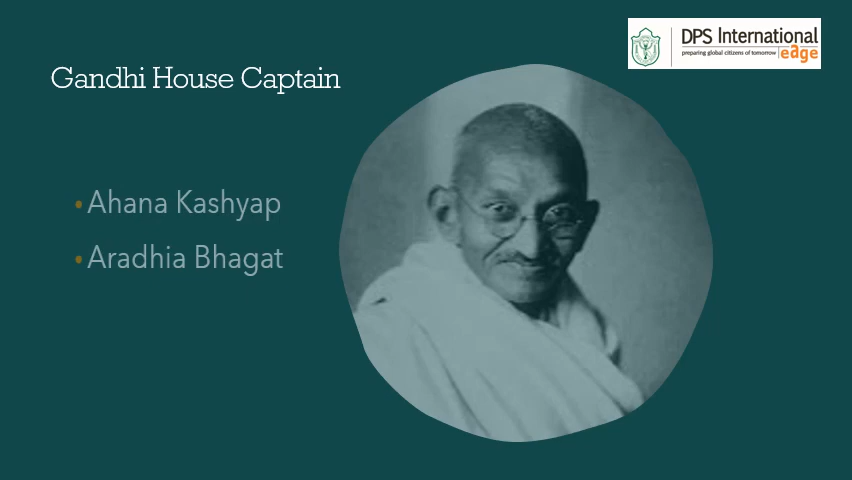 DPS International
preparing global citizens of tomorrow
edge
Gandhi House Captain
• Ahana Kashyap
• Aradhia Bhagat